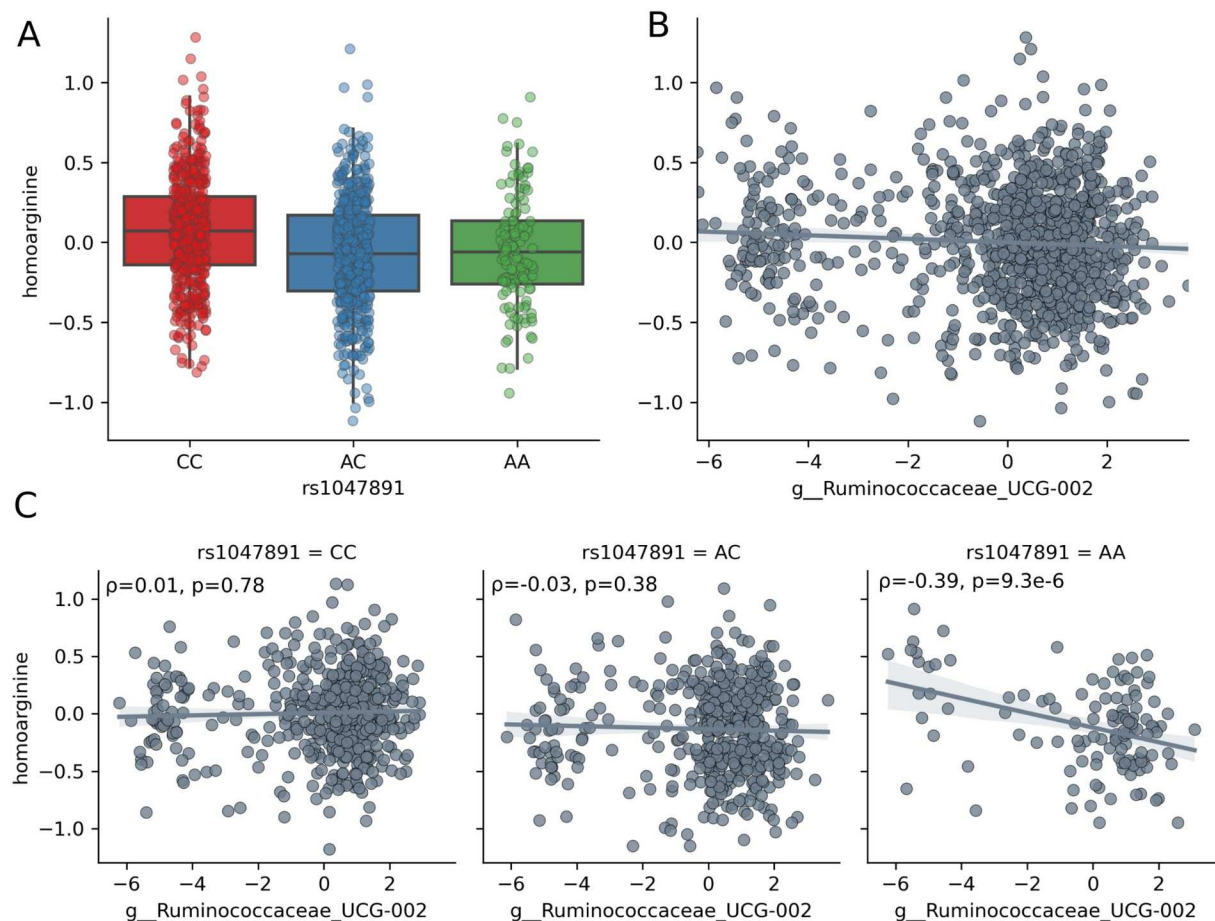 A
homoarginine
1.0
0.5
0.0
−0.5
−1.0
CC AC AA
rs1047891
B
1.0
0.5
0.0
−0.5
−1.0
−6 −4 −2 0 2
g__Ruminococcaceae_UCG-002
C
homoarginine
1.0
0.5
0.0
−0.5
−1.0
rs1047891 = CC
ρ=0.01, p=0.78
−6 −4 −2 0 2
g__Ruminococcaceae_UCG-002
rs1047891 = AC
ρ=-0.03, p=0.38
−6 −4 −2 0 2
g__Ruminococcaceae_UCG-002
rs1047891 = AA
ρ=-0.39, p=9.3e-6
−6 −4 −2 0 2
g__Ruminococcaceae_UCG-002